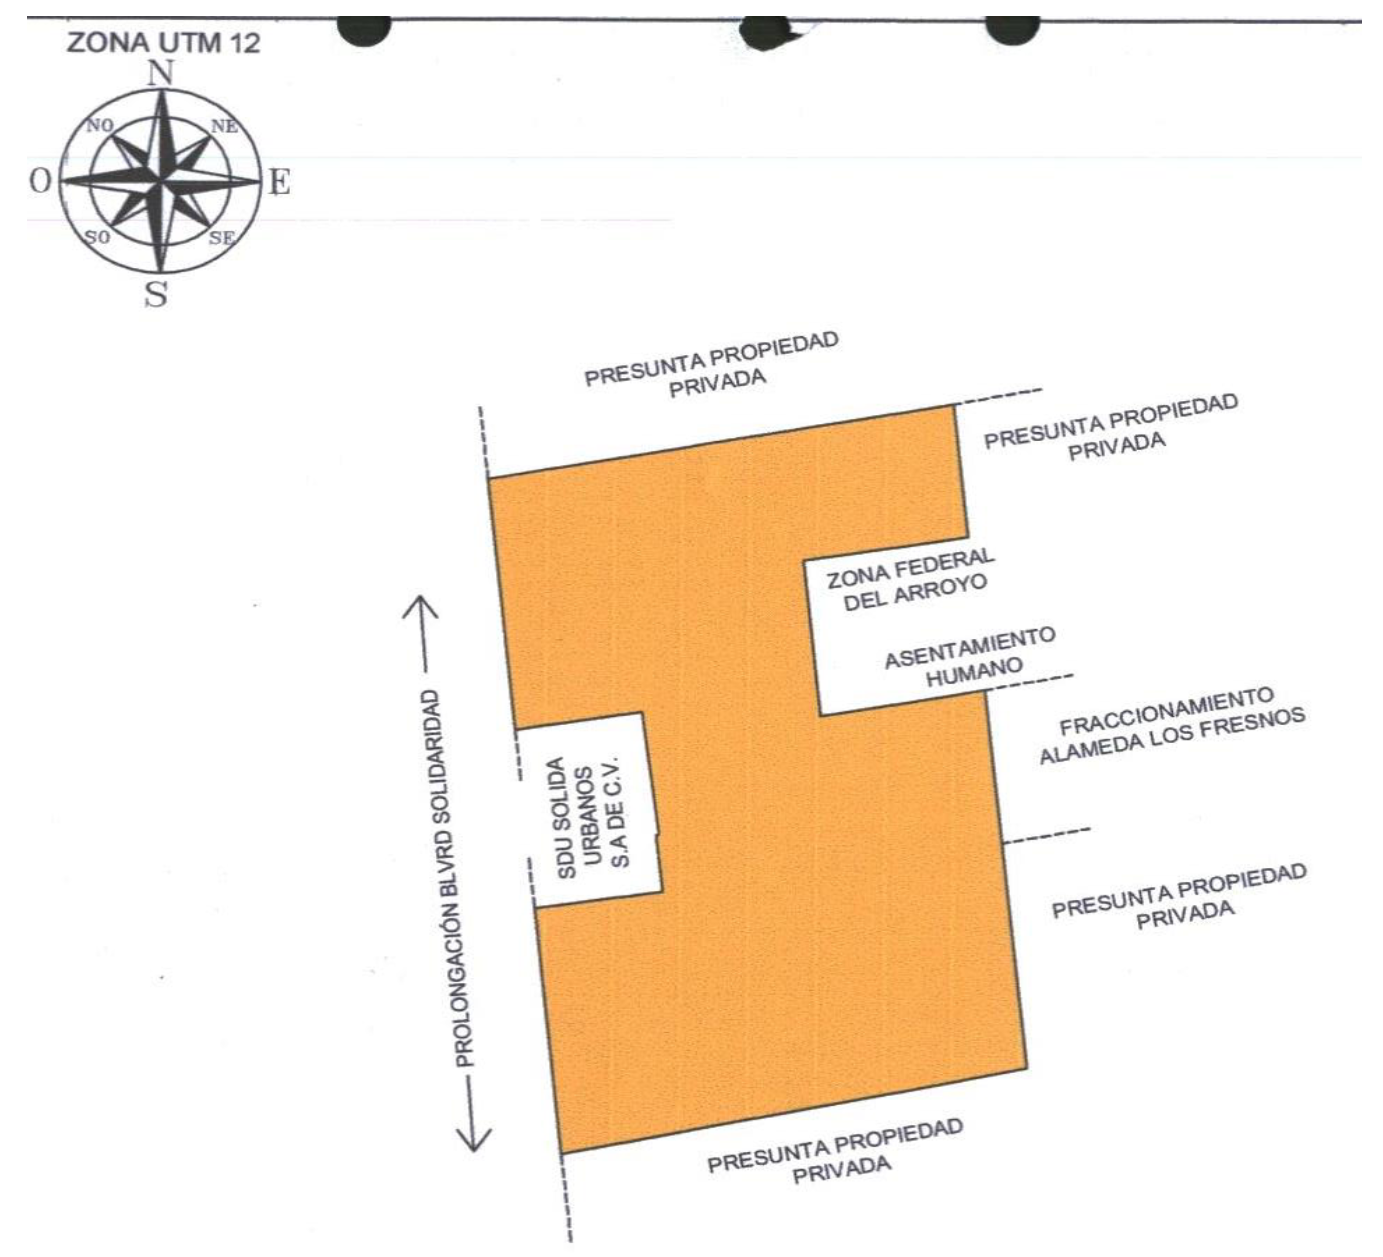 ZONA UTM 12
N
NO
NE
O
E
SO
SE
S
PRESUNTA PROPIEDAD
PRIVADA
PRESUNTA PROPIEDAD
PRIVADA
ZONA FEDERAL
DEL ARROYO
ASENTAMIENTO
HUMANO
FRACCIONAMIENTO
ALAMEDA LOS FRESNOS
PROLONGACIÓN BLVRD SOLIDARIDAD
SDU SOLIDA
URBANOS
S.A DE C.V.
PRESUNTA PROPIEDAD
PRIVADA
PRESUNTA PROPIEDAD
PRIVADA